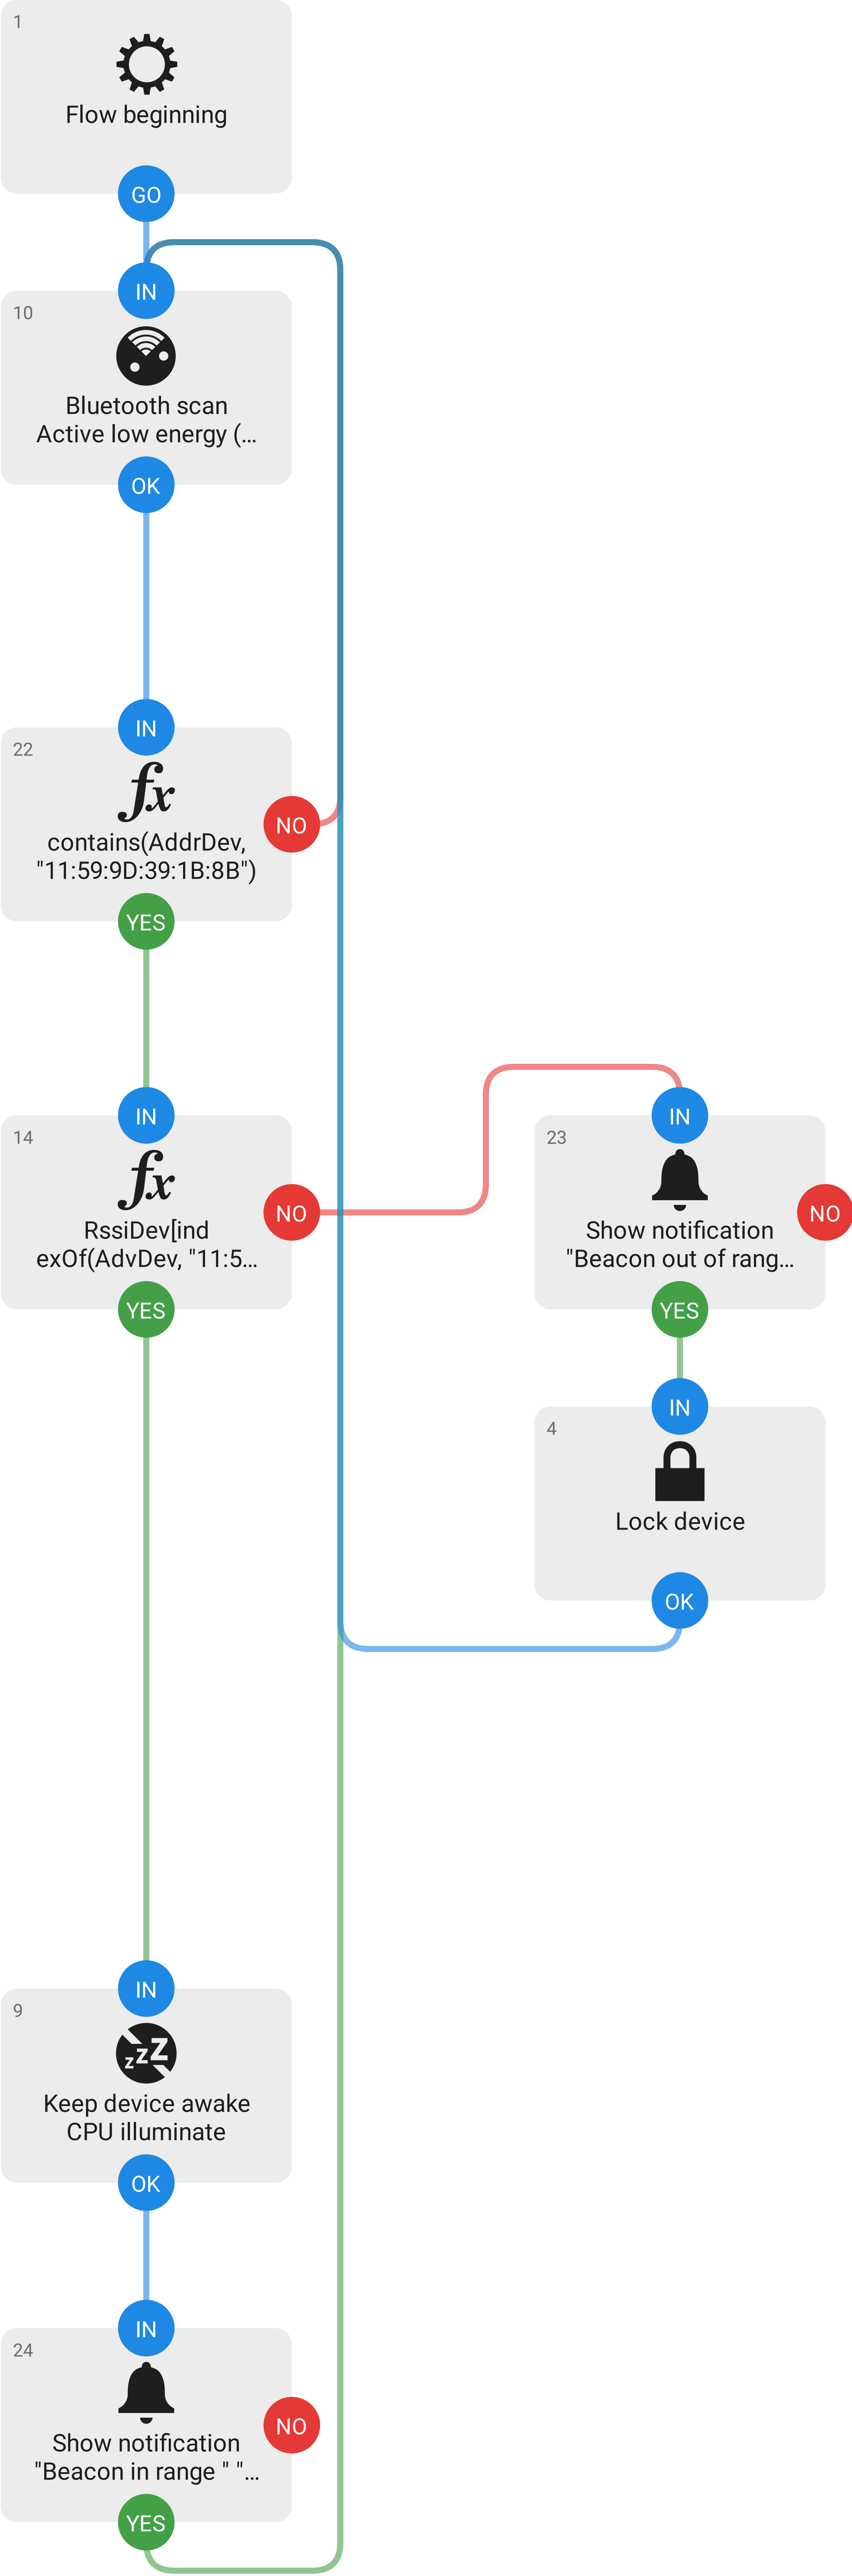 1
Flow beginning
GO
IN
10
Bluetooth scan
Active low energy (…
OK
IN
22
contains(AddrDev,
"11:59:9D:39:1B:8B")
NO
YES
IN
14
RssiDev[ind
exOf(AdvDev, "11:5…
NO
YES
IN
23
Show notification
"Beacon out of rang…
NO
YES
IN
4
Lock device
OK
IN
9
zzZ
Keep device awake
CPU illuminate
OK
IN
24
Show notification
"Beacon in range " "…
NO
YES